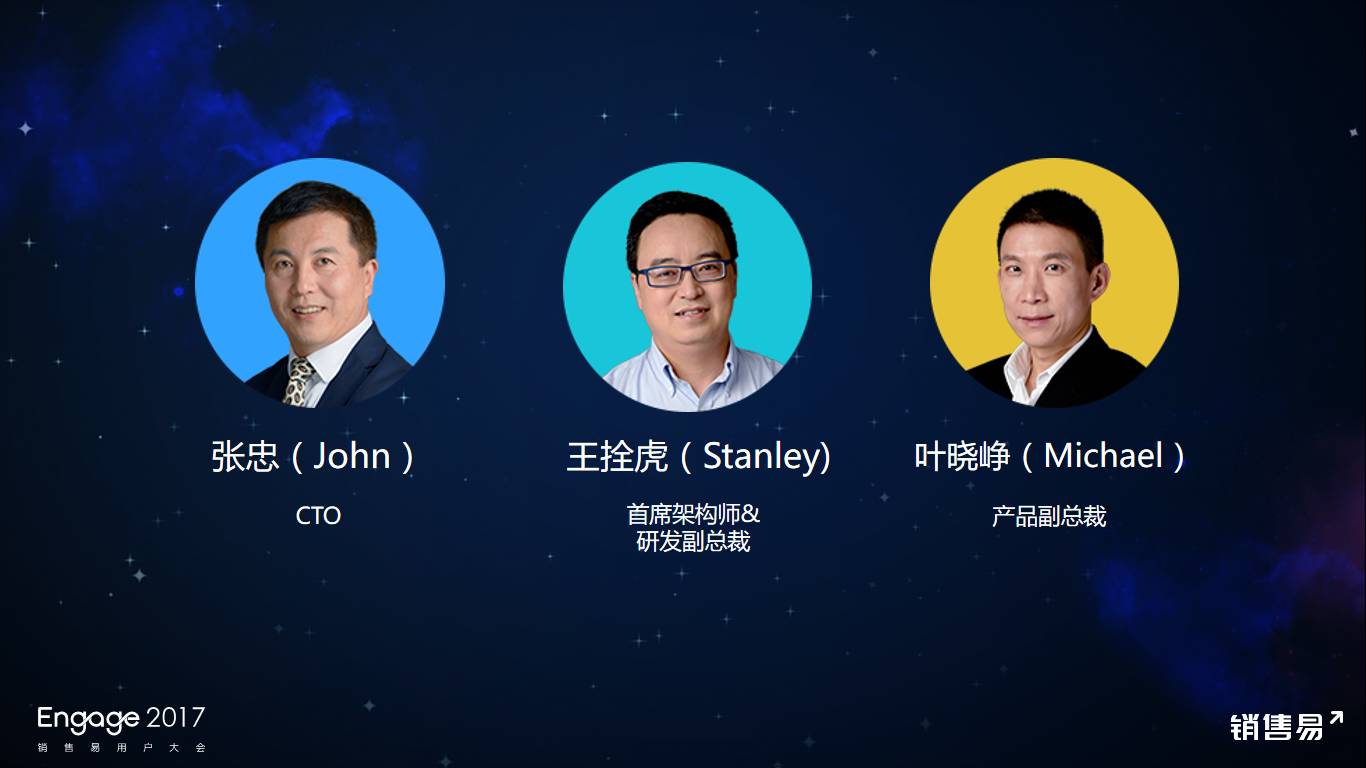 张忠（John）
王拴虎（Stanley)
叶晓峥（Michael）
CTO
首席架构师&
研发副总裁
产品副总裁
Engage 2017
销售易用户大会
销售易